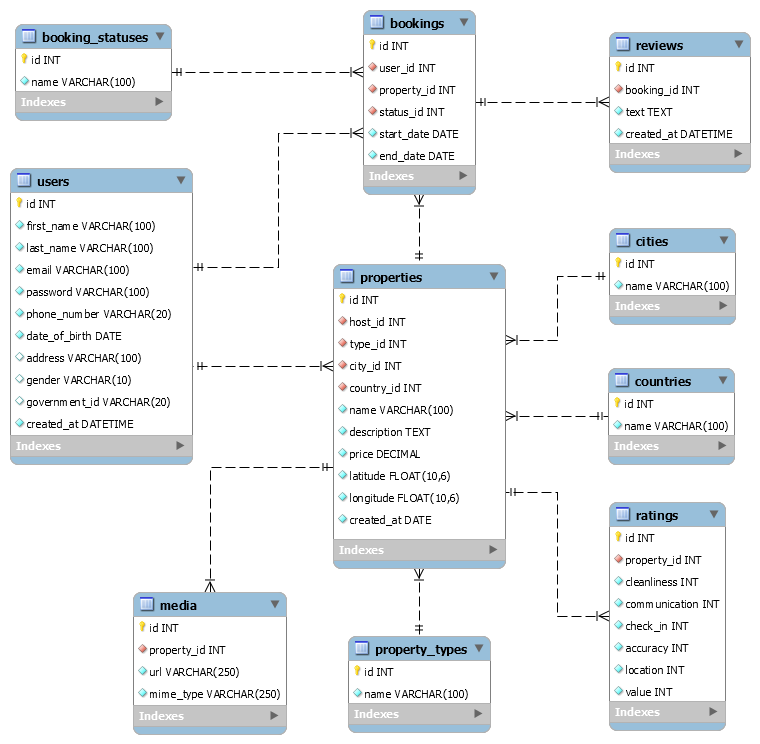 booking_statuses
id INT
name VARCHAR(100)
Indexes
bookings
id INT
user_id INT
property_id INT
status_id INT
start_date DATE
end_date DATE
Indexes
reviews
id INT
booking_id INT
text TEXT
created_at DATETIME
Indexes
users
id INT
first_name VARCHAR(100)
last_name VARCHAR(100)
email VARCHAR(100)
password VARCHAR(100)
phone_number VARCHAR(20)
date_of_birth DATE
address VARCHAR(100)
gender VARCHAR(10)
government_id VARCHAR(20)
created_at DATETIME
Indexes
properties
id INT
host_id INT
type_id INT
city_id INT
country_id INT
name VARCHAR(100)
description TEXT
price DECIMAL
latitude FLOAT(10,6)
longitude FLOAT(10,6)
created_at DATE
Indexes
cities
id INT
name VARCHAR(100)
Indexes
countries
id INT
name VARCHAR(100)
Indexes
ratings
id INT
property_id INT
cleanliness INT
communication INT
check_in INT
accuracy INT
location INT
value INT
Indexes
media
id INT
property_id INT
url VARCHAR(250)
mime_type VARCHAR(250)
Indexes
property_types
id INT
name VARCHAR(100)
Indexes